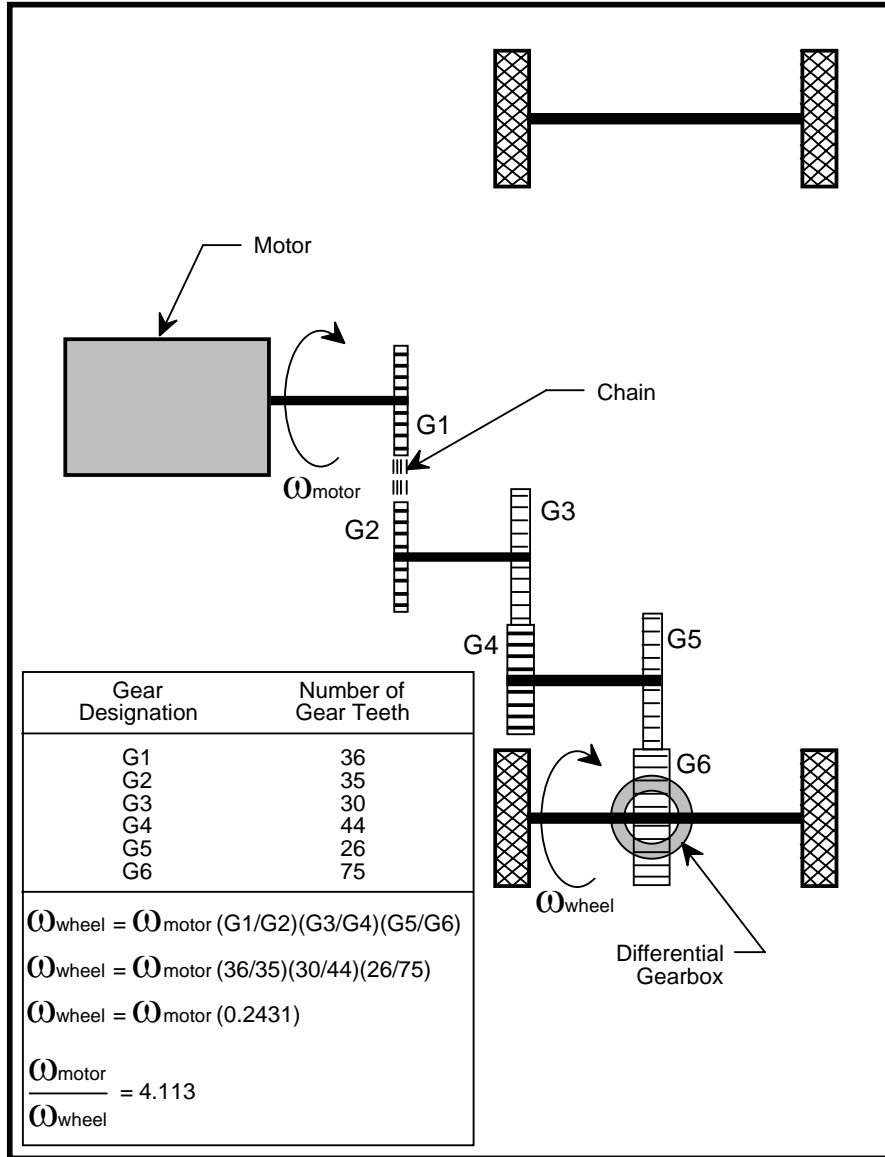 Motor
Chain
G1
ωmotor
G2
G3
G4
G5
G6
ωwheel
Differential
Gearbox
Gear Designation Number of Gear Teeth
G1 36
G2 35
G3 30
G4 44
G5 26
G6 75
ωwheel = ωmotor (G1/G2)(G3/G4)(G5/G6)
ωwheel = ωmotor (36/35)(30/44)(26/75)
ωwheel = ωmotor (0.2431)
ωmotor
= 4.113
ωwheel